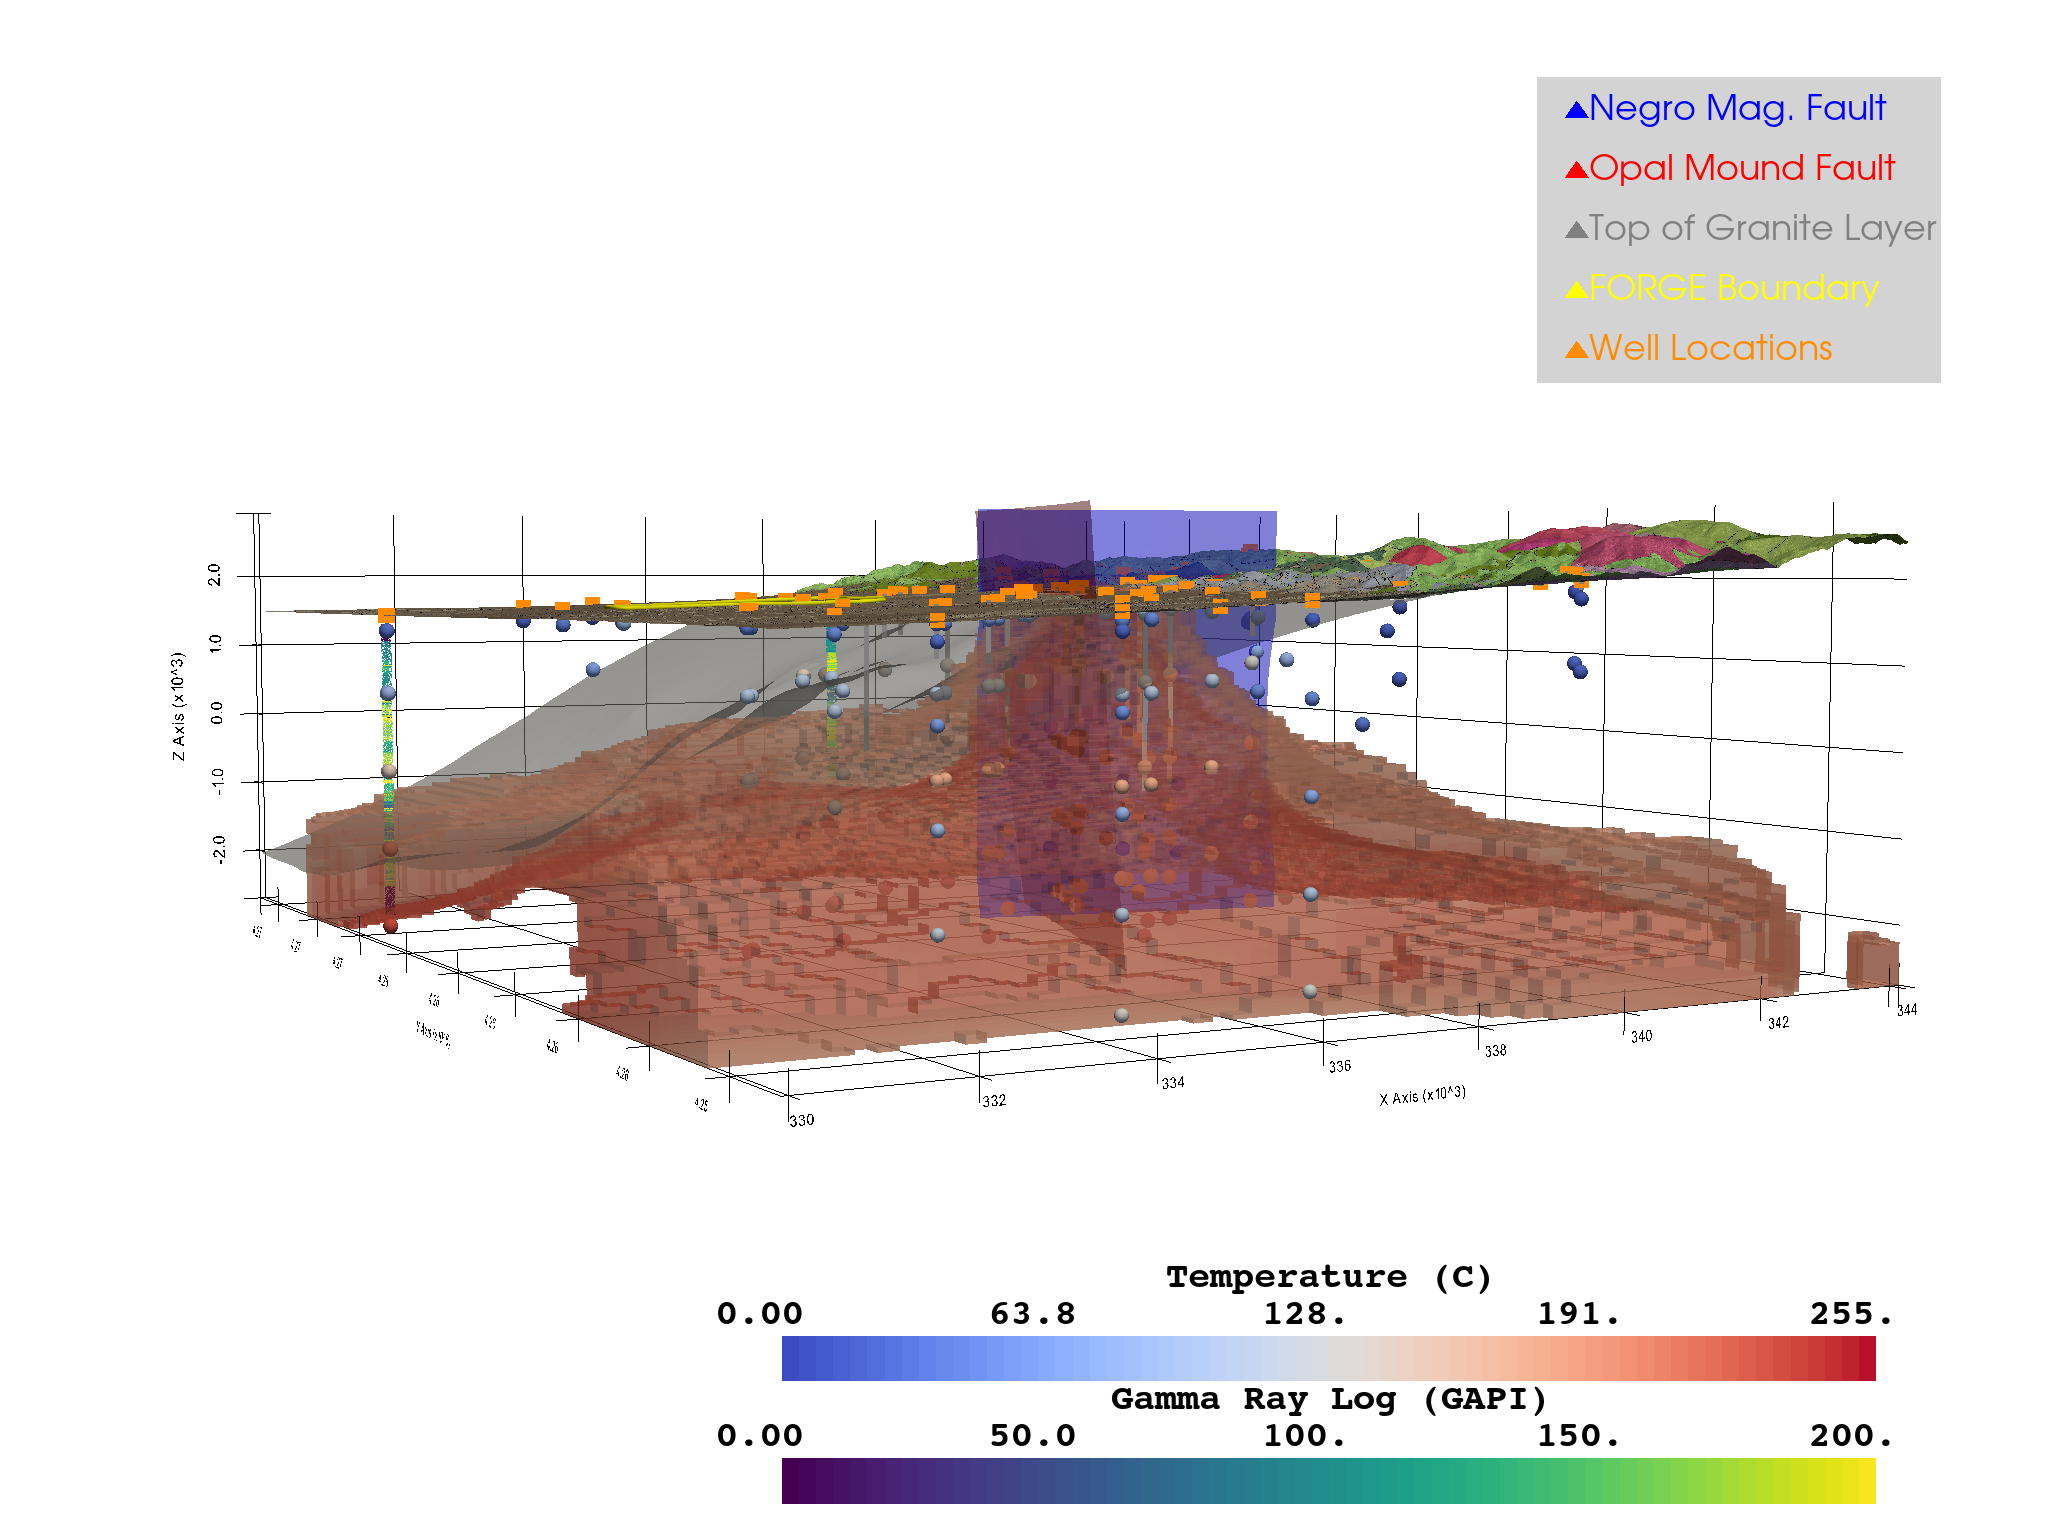 Negro Mag. Fault
Opal Mound Fault
Top of Granite Layer
FORGE Boundary
Well Locations
2.0
1.0
0.0
-1.0
-2.0
Z Axis (x10^3)
330
332
334
336
338
340
342
344
X Axis (x10^3)
Temperature (C)
0.00 63.8 128. 191. 255.
Gamma Ray Log (GAPI)
0.00 50.0 100. 150. 200.